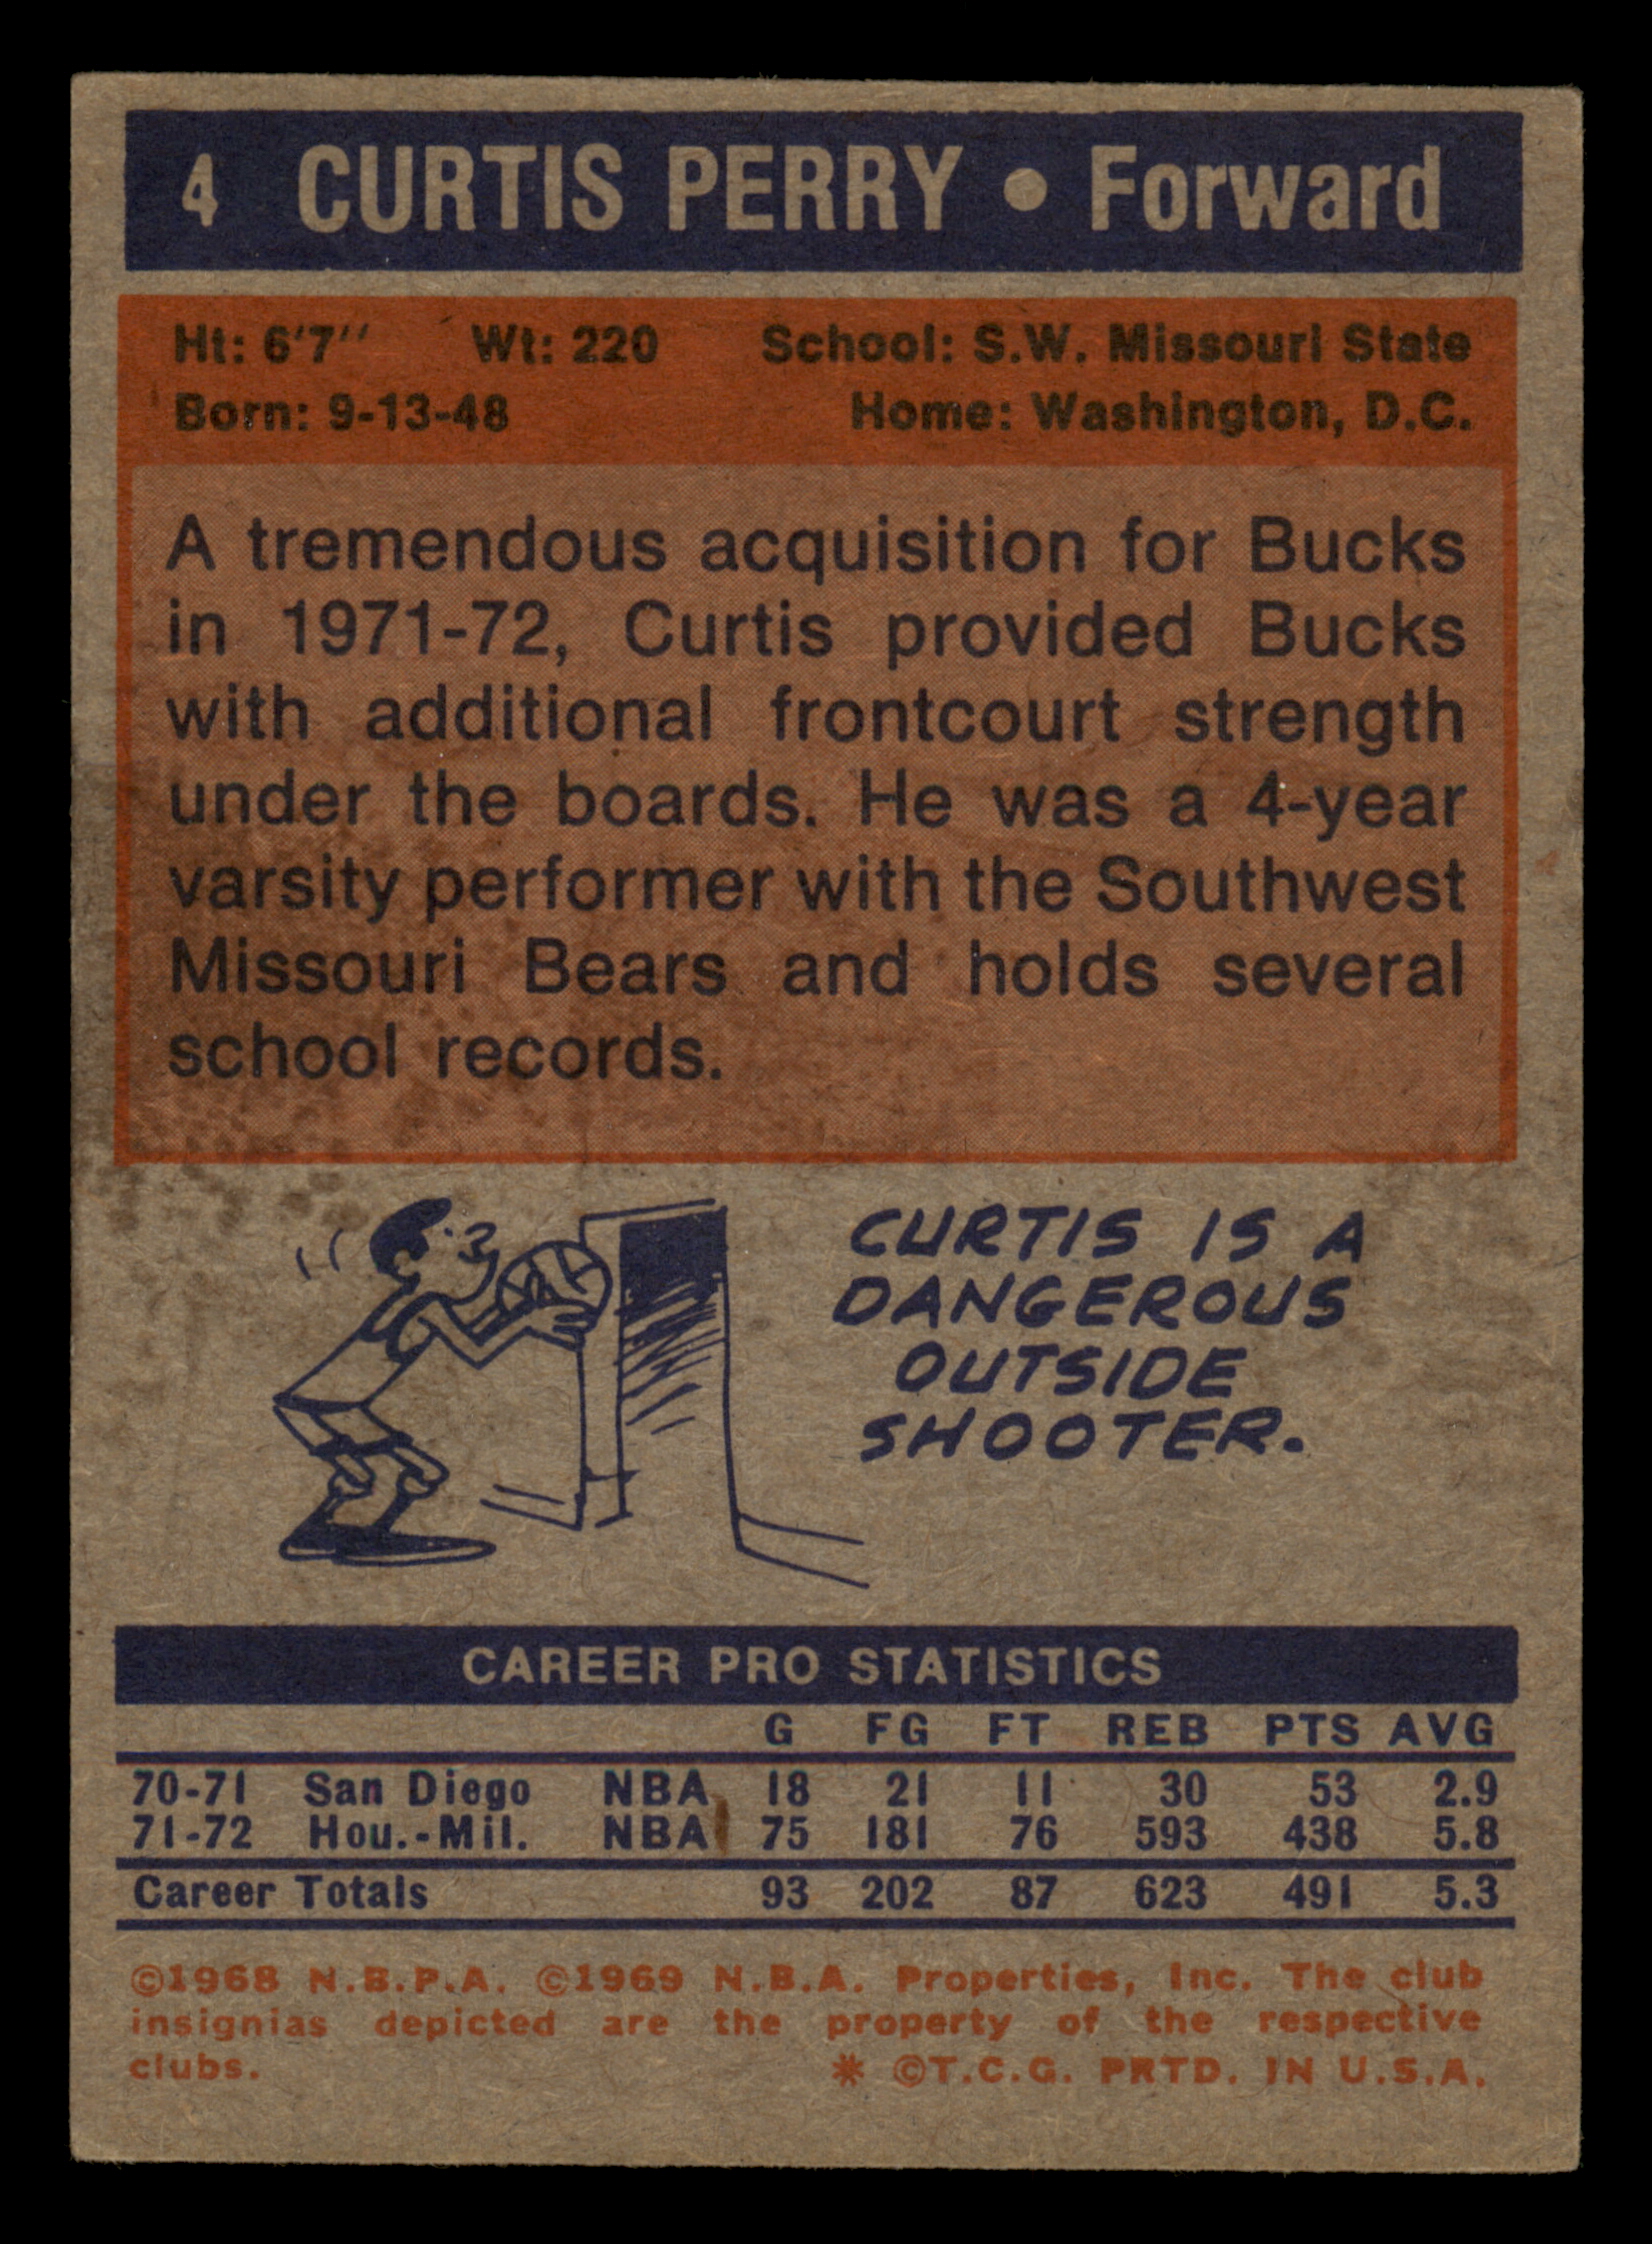 4 CURTIS PERRY • Forward
Ht: 6'7'' Wt: 220 School: S.W. Missouri State
Born: 9-13-48 Home: Washington, D.C.
A tremendous acquisition for Bucks
in 1971-72, Curtis provided Bucks
with additional frontcourt strength
under the boards. He was a 4-year
varsity performer with the Southwest
Missouri Bears and holds several
school records.
CURTIS IS A
DANGEROUS
OUTSIDE
SHOOTER.
CAREER PRO STATISTICS
G FG FT REB PTS AVG
70-71 San Diego NBA 18 21 11 30 53 2.9
71-72 Hou.-Mil. NBA 75 181 76 593 438 5.8
Career Totals 93 202 87 623 491 5.3
©1968 N.B.P.A. ©1969 N.B.A. Properties, Inc. The club
insignias depicted are the property of the respective
clubs. * ©T.C.G. PRTD. IN U.S.A.